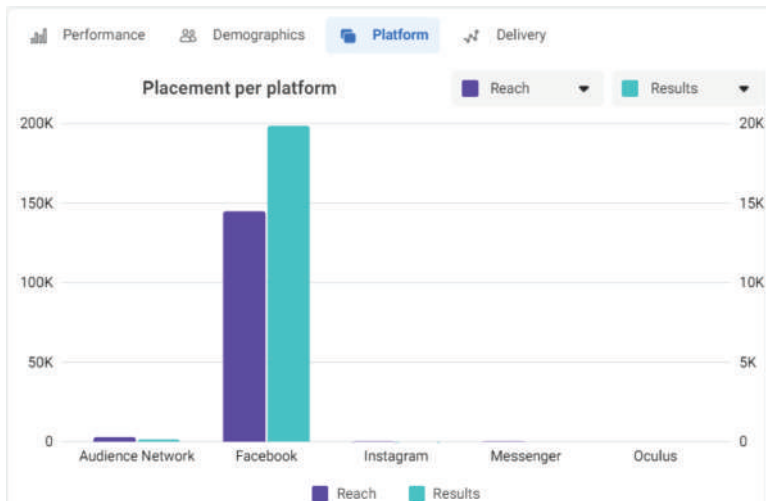 Performance Demographics Platform Delivery
Placement per platform Reach Results
200K 20K
150K 15K
100K 10K
50K 5K
0 0
Audience Network Facebook Instagram Messenger Oculus
Reach Results